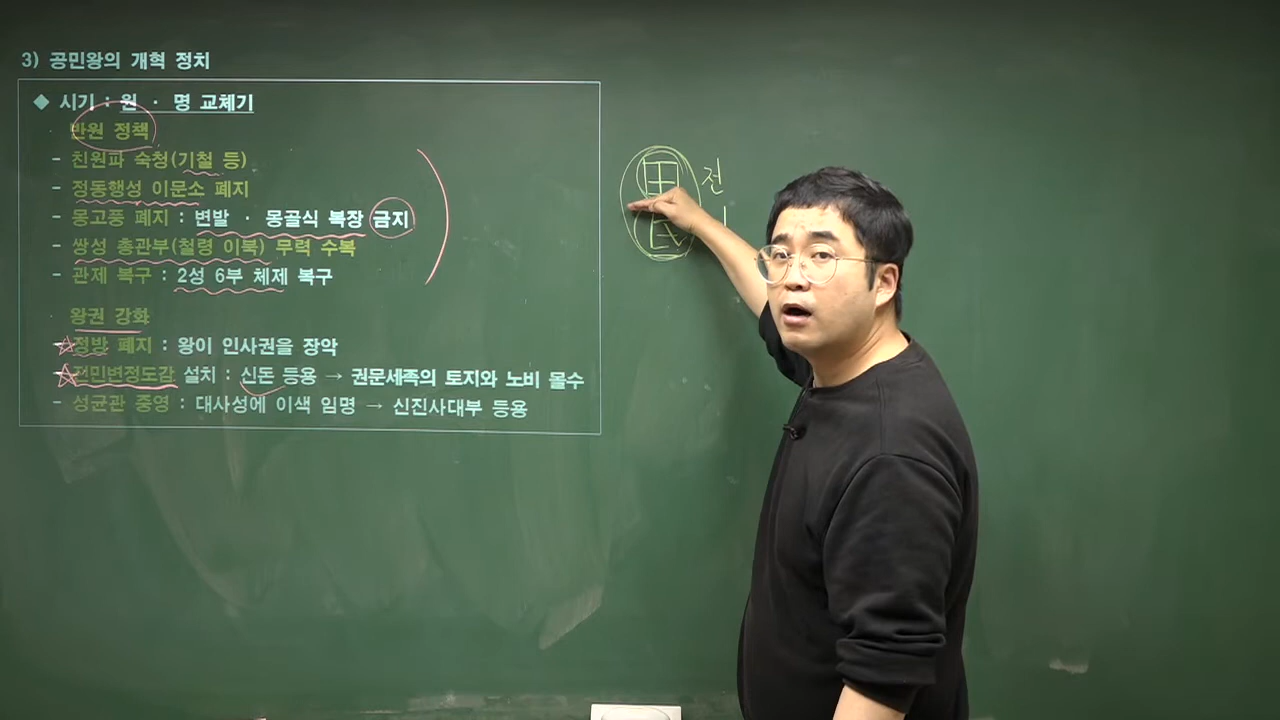 3) 공민왕의 개혁 정치
◆ 시기 : 원 · 명 교체기
반원 정책
- 친원파 숙청(기철 등)
- 정동행성 이문소 폐지
- 몽고풍 폐지 : 변발 · 몽골식 복장 금지
- 쌍성 총관부(철령 이북) 무력 수복
- 관제 복구 : 2성 6부 체제 복구
왕권 강화
- 정방 폐지 : 왕이 인사권을 장악
- 전민변정도감 설치 : 신돈 등용 → 권문세족의 토지와 노비 몰수
- 성균관 중영 : 대사성에 이색 임명 → 신진사대부 등용
田 전
民